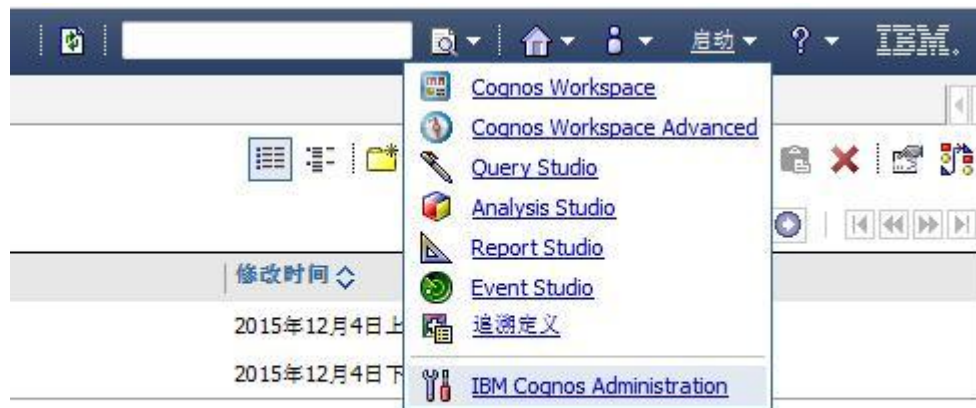 启动 ? IBM.
Cognos Workspace
Cognos Workspace Advanced
Query Studio
Analysis Studio
Report Studio
修改时间
Event Studio
2015年12月4日上
追溯定义
2015年12月4日下
IBM Cognos Administration